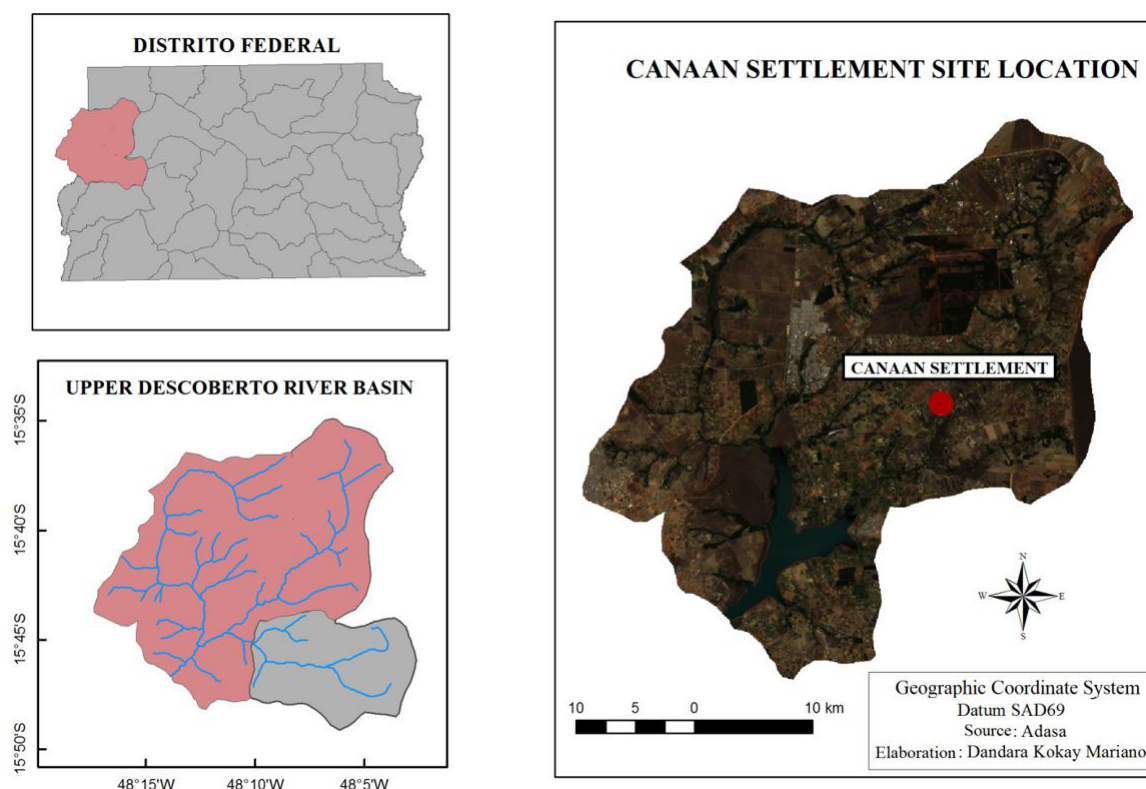 DISTRITO FEDERAL
UPPER DESCOBERTO RIVER BASIN
15°35'S
15°40'S
15°45'S
15°50'S
48°15'W
48°10'W
48°5'W
CANAAN SETTLEMENT SITE LOCATION
CANAAN SETTLEMENT
N
W
E
S
10 5 0 10 km
Geographic Coordinate System
Datum SAD69
Source: Adasa
Elaboration: Dandara Kokay Mariano